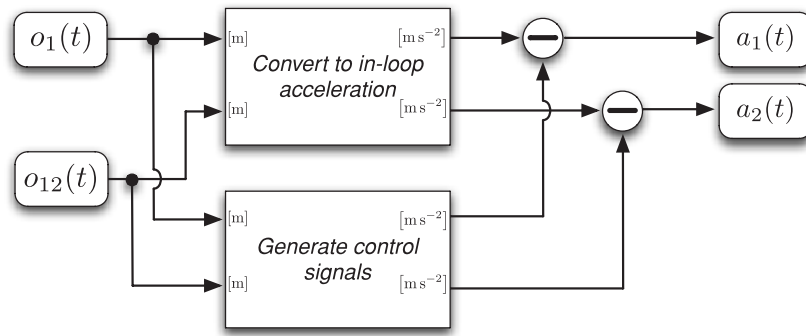 o₁(t)
[m]
[m s⁻²]
a₁(t)
Convert to in-loop
acceleration
[m]
[m s⁻²]
a₂(t)
o₁₂(t)
[m]
[m s⁻²]
Generate control
signals
[m]
[m s⁻²]